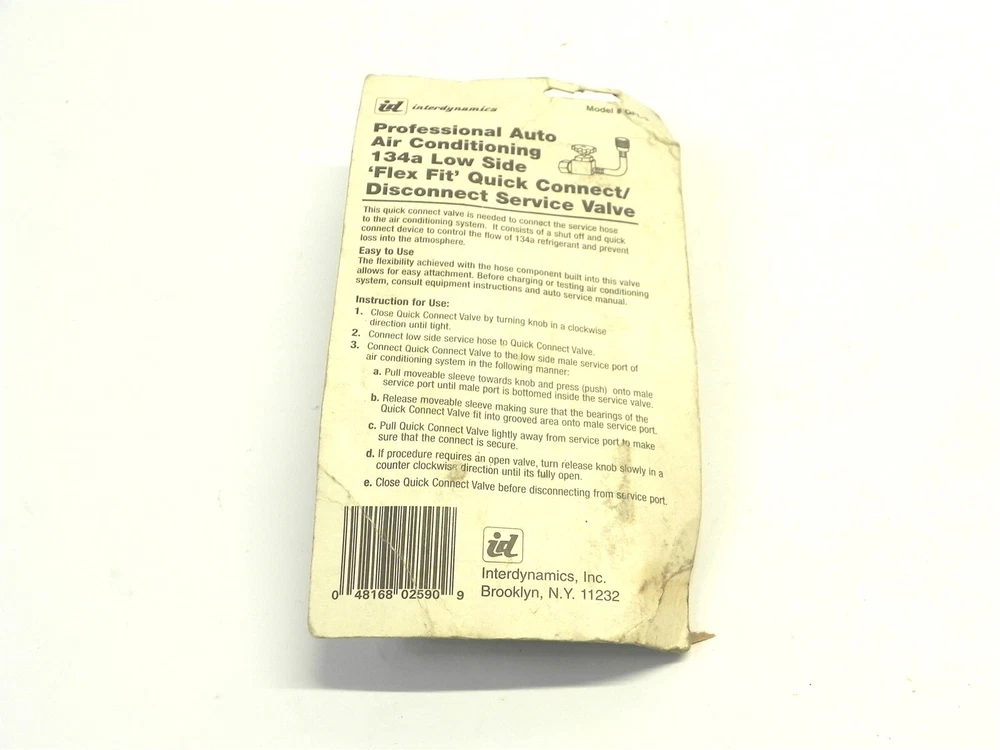 id interdynamics
Model #
Professional Auto
Air Conditioning
134a Low Side
‘Flex Fit’ Quick Connect/
Disconnect Service Valve
This quick connect valve is needed to connect the service hose
to the air conditioning system. It consists of a shut off and quick
connect device to control the flow of 134a refrigerant and prevent
loss into the atmosphere.
Easy to Use
The flexibility achieved with the hose component built into this valve
allows for easy attachment. Before charging or testing air conditioning
system, consult equipment instructions and auto service manual.
Instruction for Use:
1. Close Quick Connect Valve by turning knob in a clockwise
direction until tight.
2. Connect low side service hose to Quick Connect Valve.
3. Connect Quick Connect Valve to the low side male service port of
air conditioning system in the following manner:
a. Pull moveable sleeve towards knob and press (push) onto male
service port until male port is bottomed inside the service valve.
b. Release moveable sleeve making sure that the bearings of the
Quick Connect Valve fit into grooved area onto male service port.
c. Pull Quick Connect Valve lightly away from service port to make
sure that the connect is secure.
d. If procedure requires an open valve, turn release knob slowly in a
counter clockwise direction until its fully open.
e. Close Quick Connect Valve before disconnecting from service port.
id
Interdynamics, Inc.
Brooklyn, N.Y. 11232
0 48168 02590 9